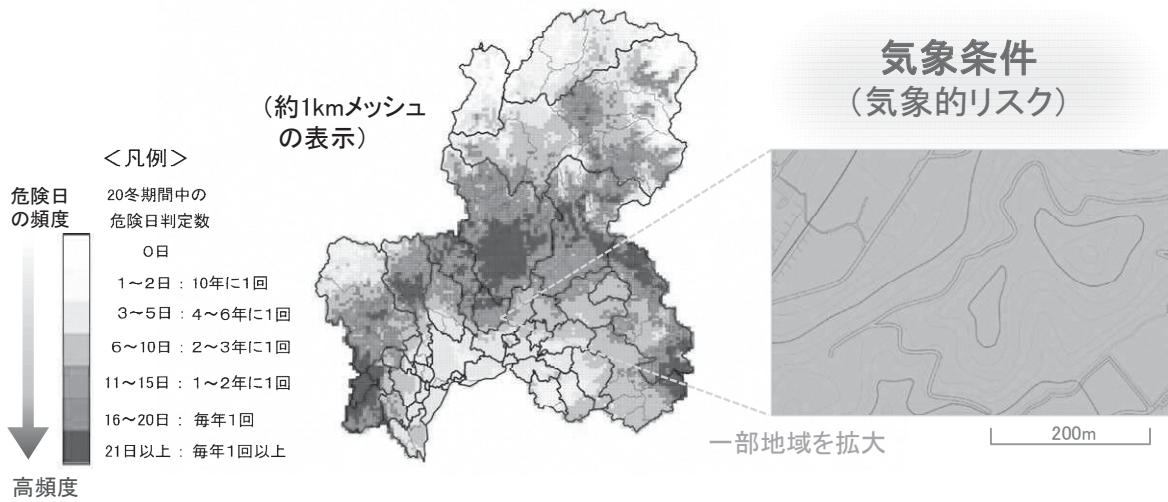 気象条件
（気象的リスク）
（約1kmメッシュ
の表示）
＜凡例＞
危険日
の頻度
20冬期間中の
危険日判定数
0日
1～2日：10年に1回
3～5日：4～6年に1回
6～10日：2～3年に1回
11～15日：1～2年に1回
16～20日：毎年1回
21日以上：毎年1回以上
高頻度
一部地域を拡大
200m